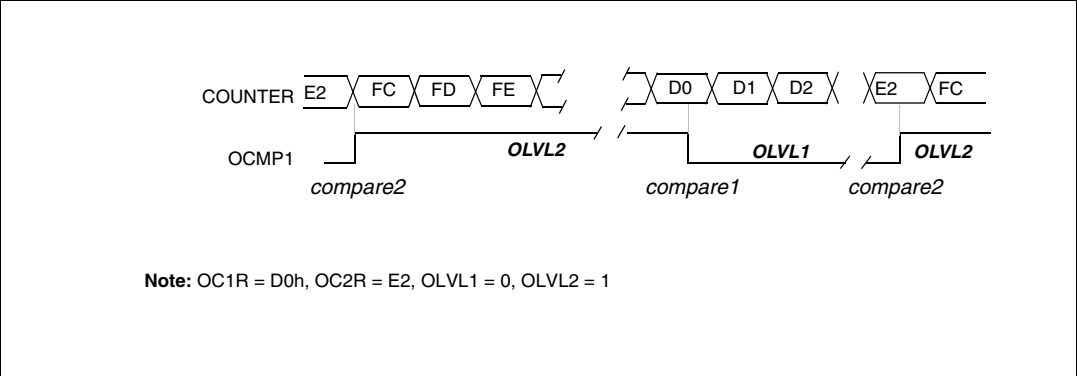 COUNTER E2 FC FD FE D0 D1 D2 E2 FC
OCMP1 OLVL2 OLVL1 OLVL2
compare2 compare1 compare2
Note: OC1R = D0h, OC2R = E2, OLVL1 = 0, OLVL2 = 1